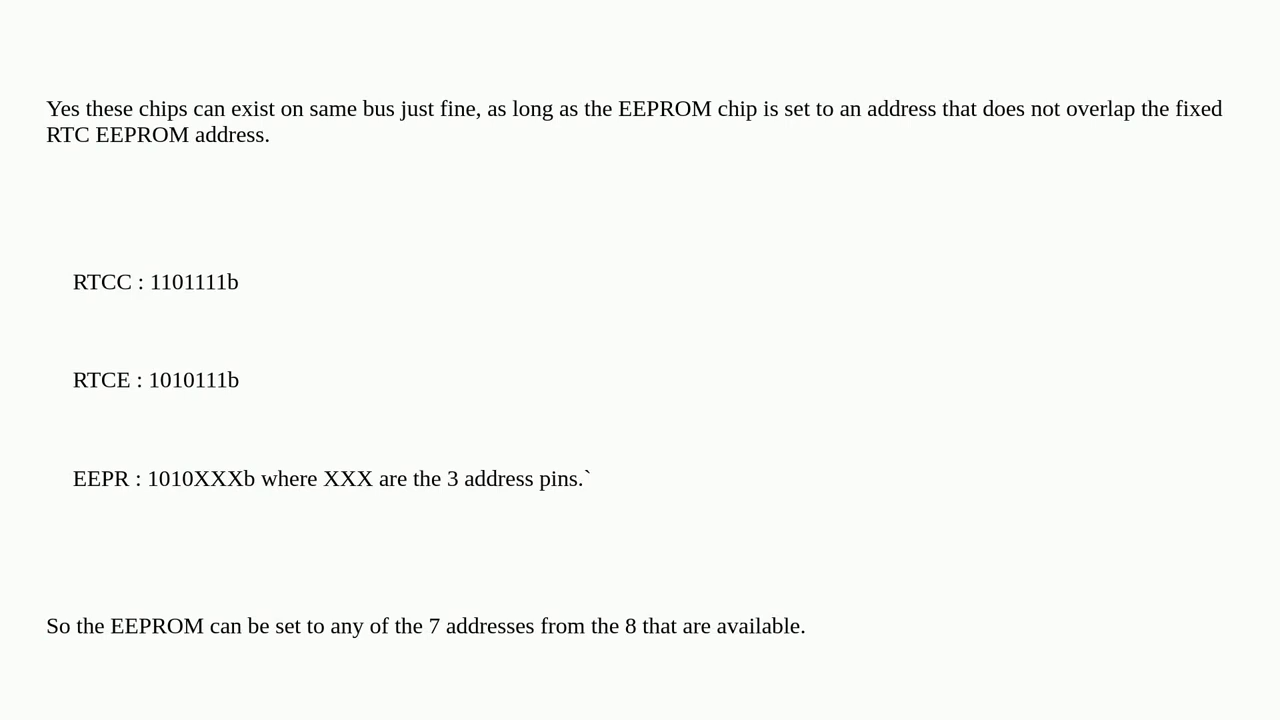 Yes these chips can exist on same bus just fine, as long as the EEPROM chip is set to an address that does not overlap the fixed
RTC EEPROM address.
RTCC : 1101111b
RTCE : 1010111b
EEPR : 1010XXXb where XXX are the 3 address pins.`
So the EEPROM can be set to any of the 7 addresses from the 8 that are available.